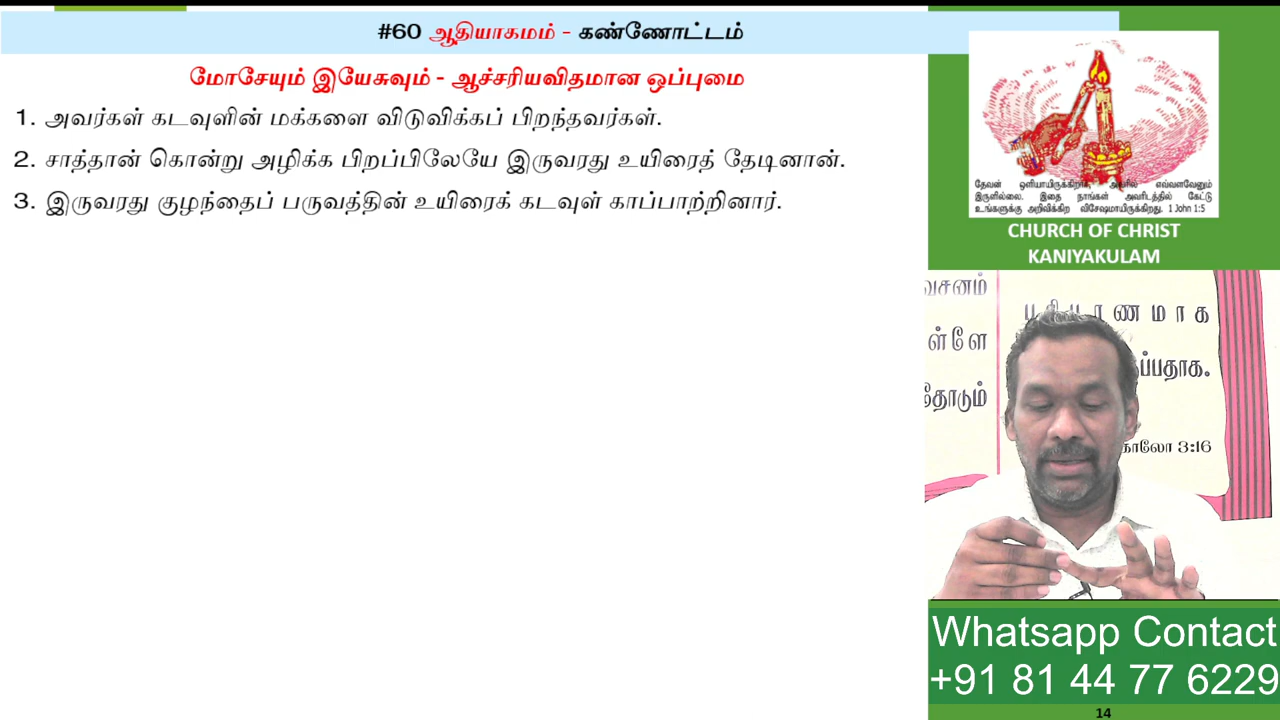 #60 ஆதியாகமம் - கண்ணோட்டம்
மோசேயும் இயேசுவும் - ஆச்சரியவிதமான ஒப்புமை
1. அவர்கள் கடவுளின் மக்களை விடுவிக்கப் பிறந்தவர்கள்.
2. சாத்தான் கொன்று அழிக்க பிறப்பிலேயே இருவரது உயிரைத் தேடினான்.
3. இருவரது குழந்தைப் பருவத்தின் உயிரைக் கடவுள் காப்பாற்றினார்.
தேவன் ஒளியாயிருக்கிறார், அவரில் எவ்வளவேனும்
இருளில்லை. இதை நாங்கள் அவரிடத்தில் கேட்டு
உங்களுக்கு அறிவிக்கிற விசேஷமாயிருக்கிறது. 1 John 1:5
CHURCH OF CHRIST
KANIYAKULAM
வசனம்
ள்ளே
தோடும்
ப்பதாக.
கொலோ 3:16
Whatsapp Contact
+91 81 44 77 6229
14